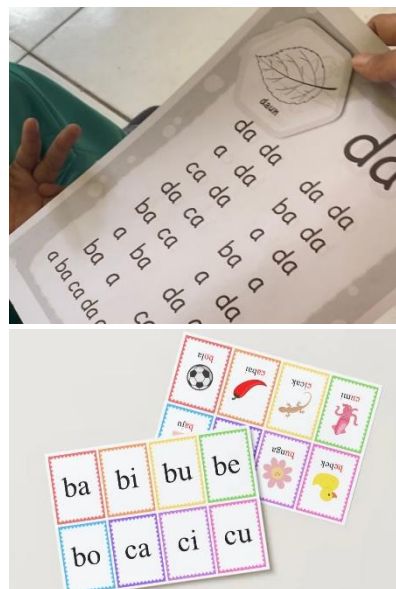 daun
da
da da da da
a da ba da
ca da a da
da ca ba a
ba ca a da
a ba da
ba a
a ba ca da a
bola cabai cicak cumi
baju bunga bebek
ba bi bu be
bo ca ci cu